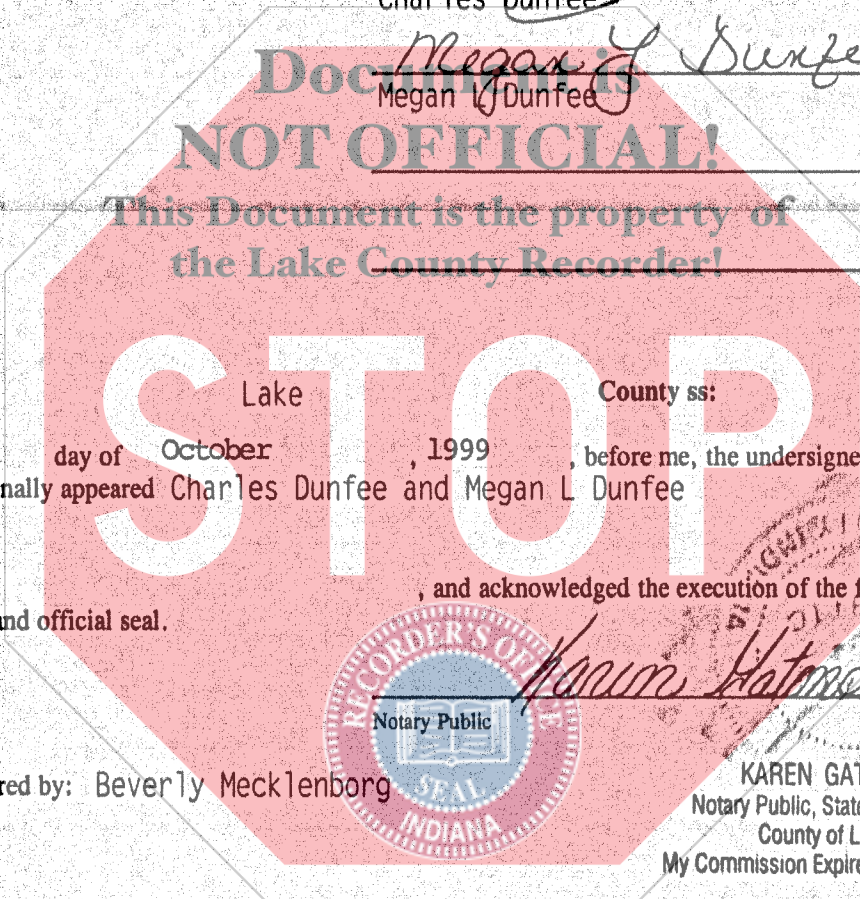 Charles Dunfee
Megan L Dunfee
Document is
Megan L Dunfee
NOT OFFICIAL!
This Document is the property of
the Lake County Recorder!
STOP
Lake County ss:
day of October , 1999 , before me, the undersigne
nally appeared Charles Dunfee and Megan L Dunfee
, and acknowledged the execution of the f
and official seal.
RECORDER'S OFFICE
SEAL
INDIANA
Notary Public
red by: Beverly Mecklenborg
KAREN GAT
Notary Public, State
County of L
My Commission Expire